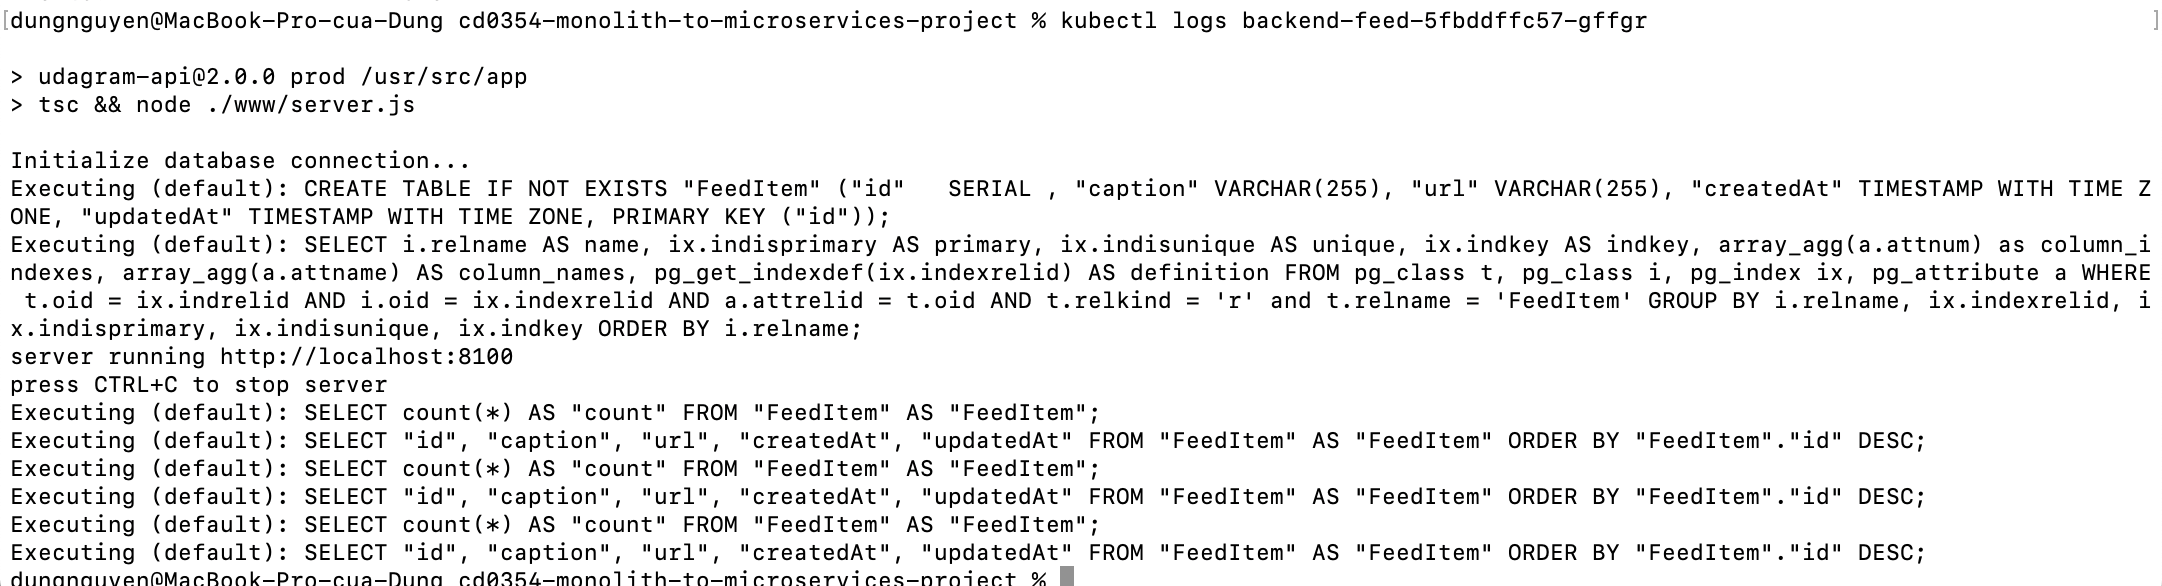 [dungnguyen@MacBook-Pro-cua-Dung cd0354-monolith-to-microservices-project % kubectl logs backend-feed-5fbddffc57-gffgr ]

> udagram-api@2.0.0 prod /usr/src/app
> tsc && node ./www/server.js

Initialize database connection...
Executing (default): CREATE TABLE IF NOT EXISTS "FeedItem" ("id"   SERIAL , "caption" VARCHAR(255), "url" VARCHAR(255), "createdAt" TIMESTAMP WITH TIME Z
ONE, "updatedAt" TIMESTAMP WITH TIME ZONE, PRIMARY KEY ("id"));
Executing (default): SELECT i.relname AS name, ix.indisprimary AS primary, ix.indisunique AS unique, ix.indkey AS indkey, array_agg(a.attnum) as column_i
ndexes, array_agg(a.attname) AS column_names, pg_get_indexdef(ix.indexrelid) AS definition FROM pg_class t, pg_class i, pg_index ix, pg_attribute a WHERE
 t.oid = ix.indrelid AND i.oid = ix.indexrelid AND a.attrelid = t.oid AND t.relkind = 'r' and t.relname = 'FeedItem' GROUP BY i.relname, ix.indexrelid, i
x.indisprimary, ix.indisunique, ix.indkey ORDER BY i.relname;
server running http://localhost:8100
press CTRL+C to stop server
Executing (default): SELECT count(*) AS "count" FROM "FeedItem" AS "FeedItem";
Executing (default): SELECT "id", "caption", "url", "createdAt", "updatedAt" FROM "FeedItem" AS "FeedItem" ORDER BY "FeedItem"."id" DESC;
Executing (default): SELECT count(*) AS "count" FROM "FeedItem" AS "FeedItem";
Executing (default): SELECT "id", "caption", "url", "createdAt", "updatedAt" FROM "FeedItem" AS "FeedItem" ORDER BY "FeedItem"."id" DESC;
Executing (default): SELECT count(*) AS "count" FROM "FeedItem" AS "FeedItem";
Executing (default): SELECT "id", "caption", "url", "createdAt", "updatedAt" FROM "FeedItem" AS "FeedItem" ORDER BY "FeedItem"."id" DESC;
dungnguyen@MacBook-Pro-cua-Dung cd0354-monolith-to-microservices-project %